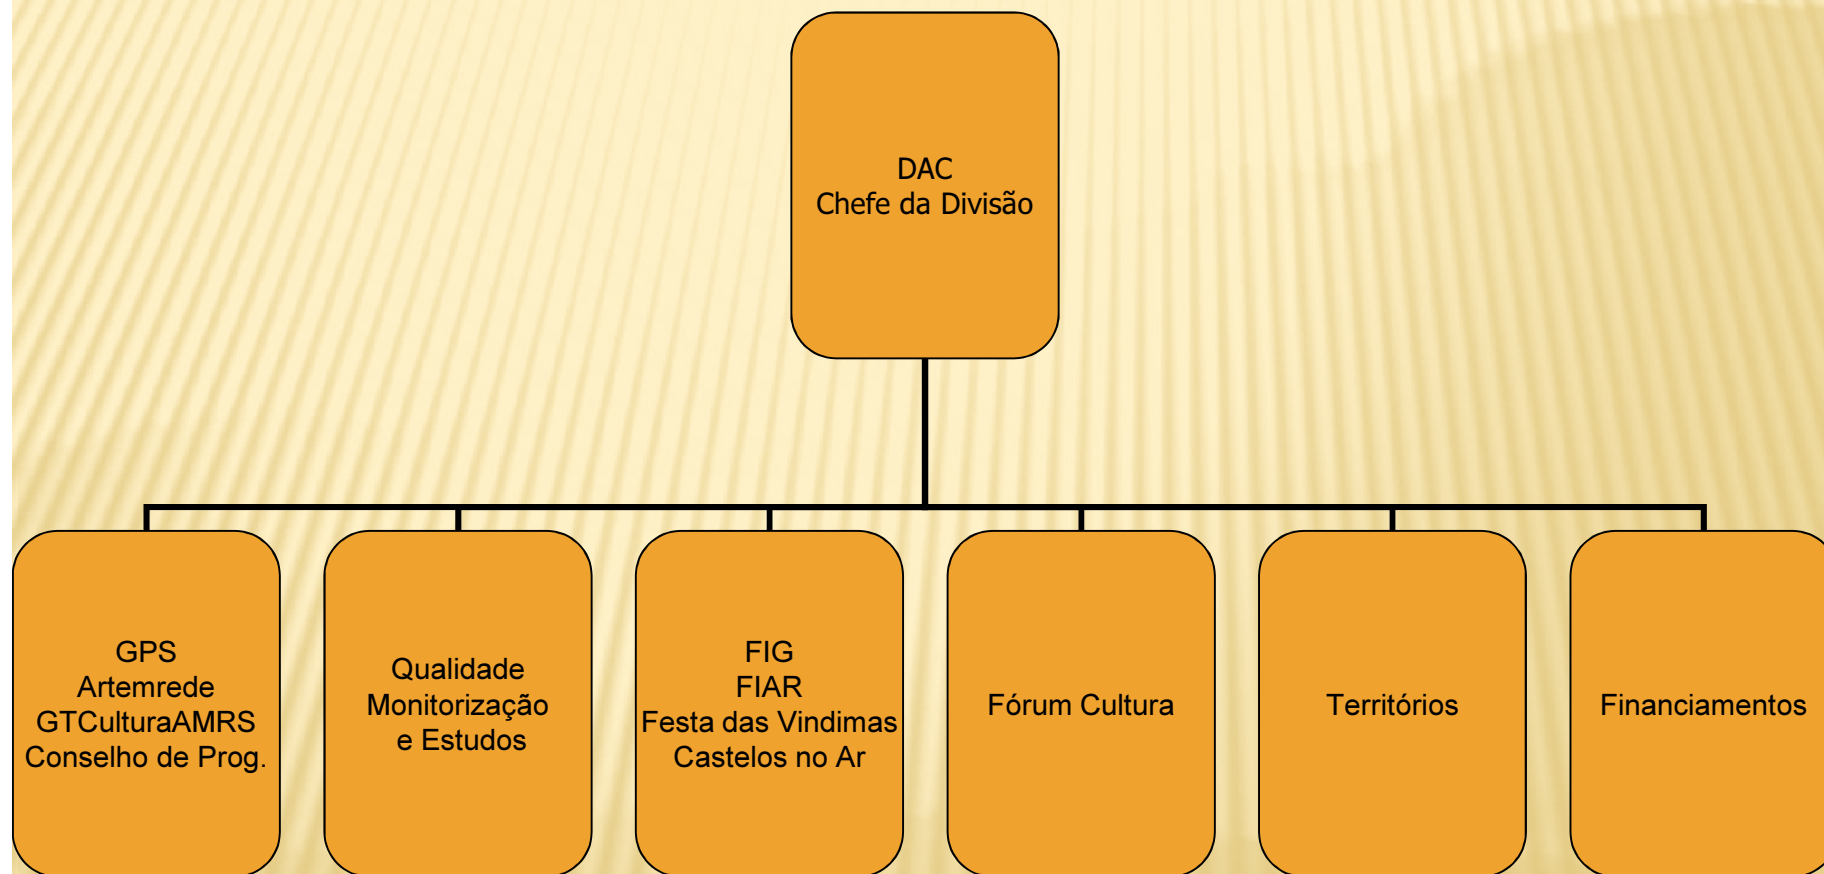 DAC
Chefe da Divisão
GPS
Artemrede
GTCulturaAMRS
Conselho de Prog.
Qualidade
Monitorização
e Estudos
FIG
FIAR
Festa das Vindimas
Castelos no Ar
Fórum Cultura
Territórios
Financiamentos